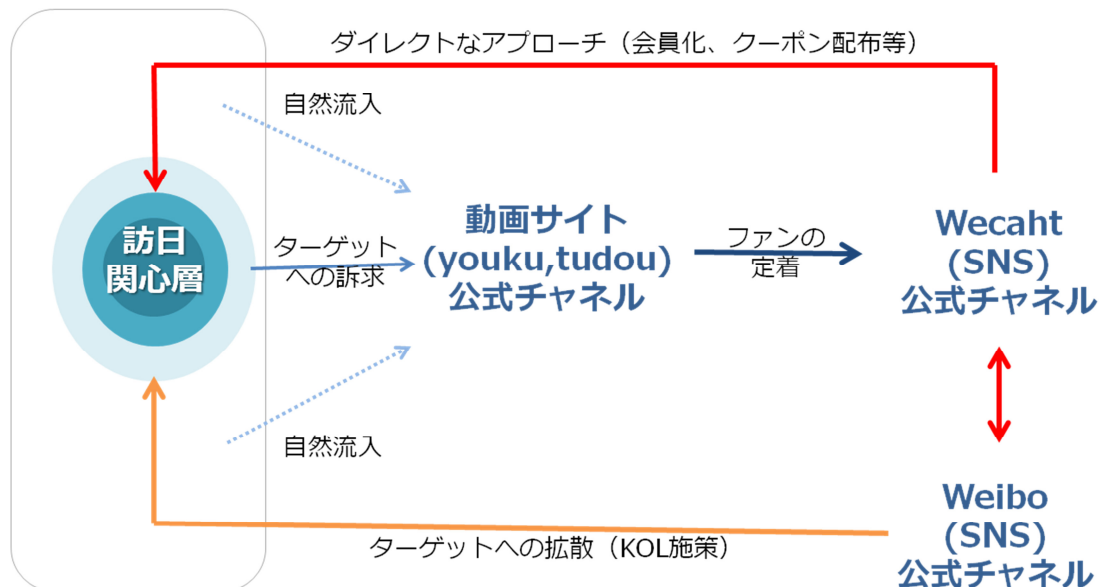 ダイレクトなアプローチ（会員化、クーポン配布等）
自然流入
訪日
関心層
ターゲット
への訴求
動画サイト
(youku,tudou)
公式チャネル
ファンの
定着
Wecaht
(SNS)
公式チャネル
自然流入
ターゲットへの拡散（KOL施策）
Weibo
(SNS)
公式チャネル